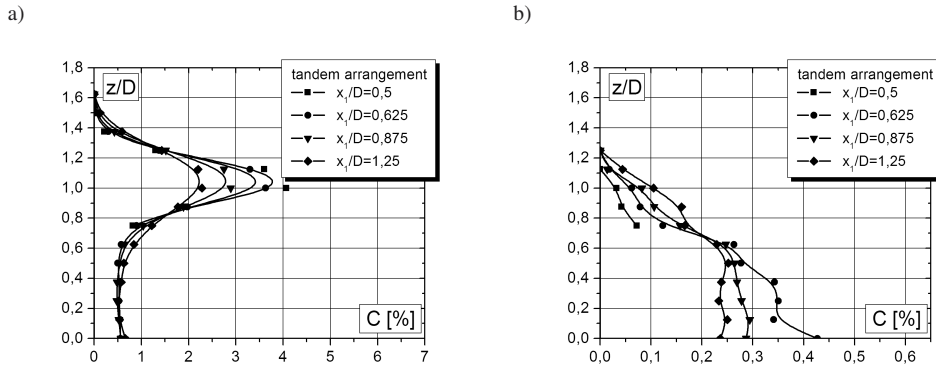 a)
b)
1,8
1,6
1,4
1,2
1,0
0,8
0,6
0,4
0,2
0,0
z/D
tandem arrangement
x₁/D=0,5
x₁/D=0,625
x₁/D=0,875
x₁/D=1,25
C [%]
0 1 2 3 4 5 6 7
1,8
1,6
1,4
1,2
1,0
0,8
0,6
0,4
0,2
0,0
z/D
tandem arrangement
x₁/D=0,5
x₁/D=0,625
x₁/D=0,875
x₁/D=1,25
C [%]
0,0 0,1 0,2 0,3 0,4 0,5 0,6